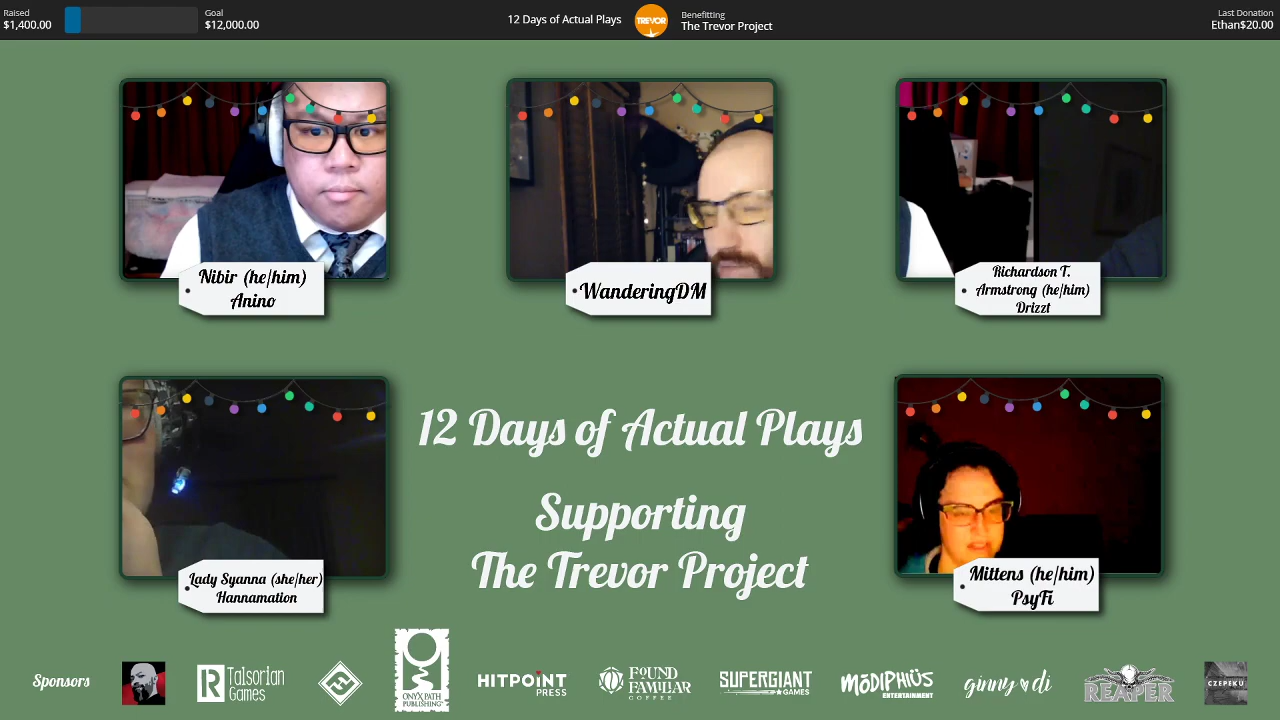 Raised
$1,400.00
Goal
$12,000.00
12 Days of Actual Plays
TREVOR
Benefitting
The Trevor Project
Last Donation
Ethan$20.00
Nibir (he/him)
Anino
WanderingDM
Richardson T.
Armstrong (he/him)
Drizzt
Lady Syanna (she/her)
Hannamation
12 Days of Actual Plays
Supporting
The Trevor Project
Mittens (he/him)
PsyFi
Sponsors
R Talsorian
Games
ONYX PATH
PUBLISHING
HITPOINT
PRESS
FOUND
FAMILIAR
COFFEE
SUPERGIANT
GAMES
MŌDIPHIÜS
ENTERTAINMENT
ginny di
REAPER
CZEPEKU